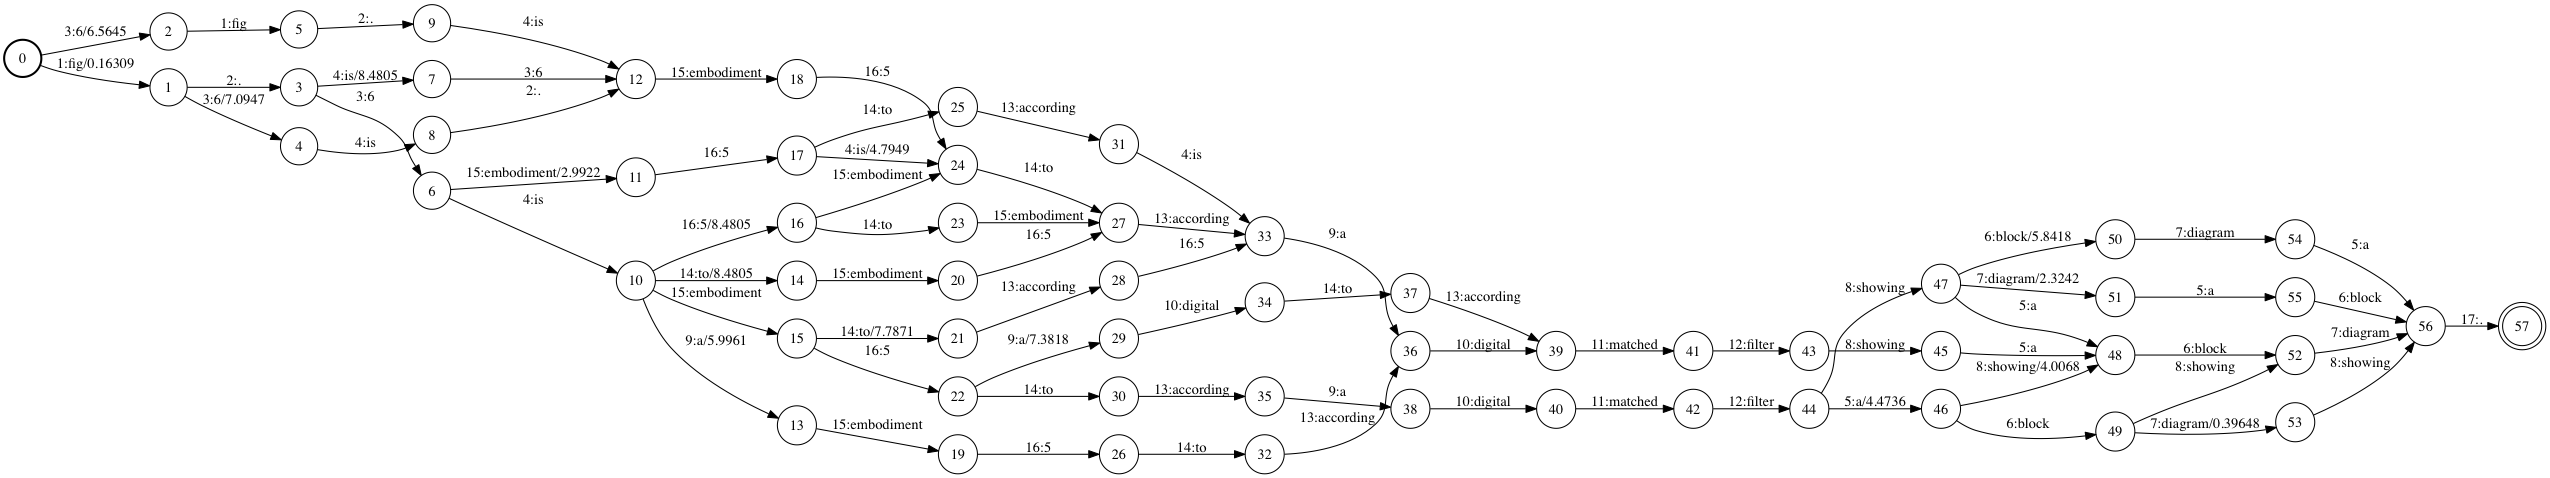 0
3:6/6.5645
1:fig/0.16309
2
1:fig
5
2:.
9
4:is
1
2:.
3
4:is/8.4805
7
3:6
12
15:embodiment
18
16:5
3:6/7.0947
3:6
4
4:is
8
2:.
6
15:embodiment/2.9922
11
16:5
17
14:to
25
13:according
31
4:is
4:is/4.7949
24
14:to
4:is
10
16:5/8.4805
16
15:embodiment
14:to
23
15:embodiment
27
13:according
33
9:a
14:to/8.4805
14
15:embodiment
20
16:5
15:embodiment
15
14:to/7.7871
21
13:according
28
16:5
16:5
22
9:a/7.3818
29
10:digital
34
14:to
37
13:according
14:to
30
13:according
35
9:a
9:a/5.9961
13
15:embodiment
19
16:5
26
14:to
32
13:according
36
10:digital
39
11:matched
41
12:filter
43
8:showing
45
5:a
38
10:digital
40
11:matched
42
12:filter
44
8:showing
47
5:a/4.4736
46
6:block/5.8418
50
7:diagram
54
5:a
7:diagram/2.3242
51
5:a
55
6:block
5:a
48
6:block
52
7:diagram
8:showing/4.0068
6:block
49
8:showing
7:diagram/0.39648
53
8:showing
56
17:.
57